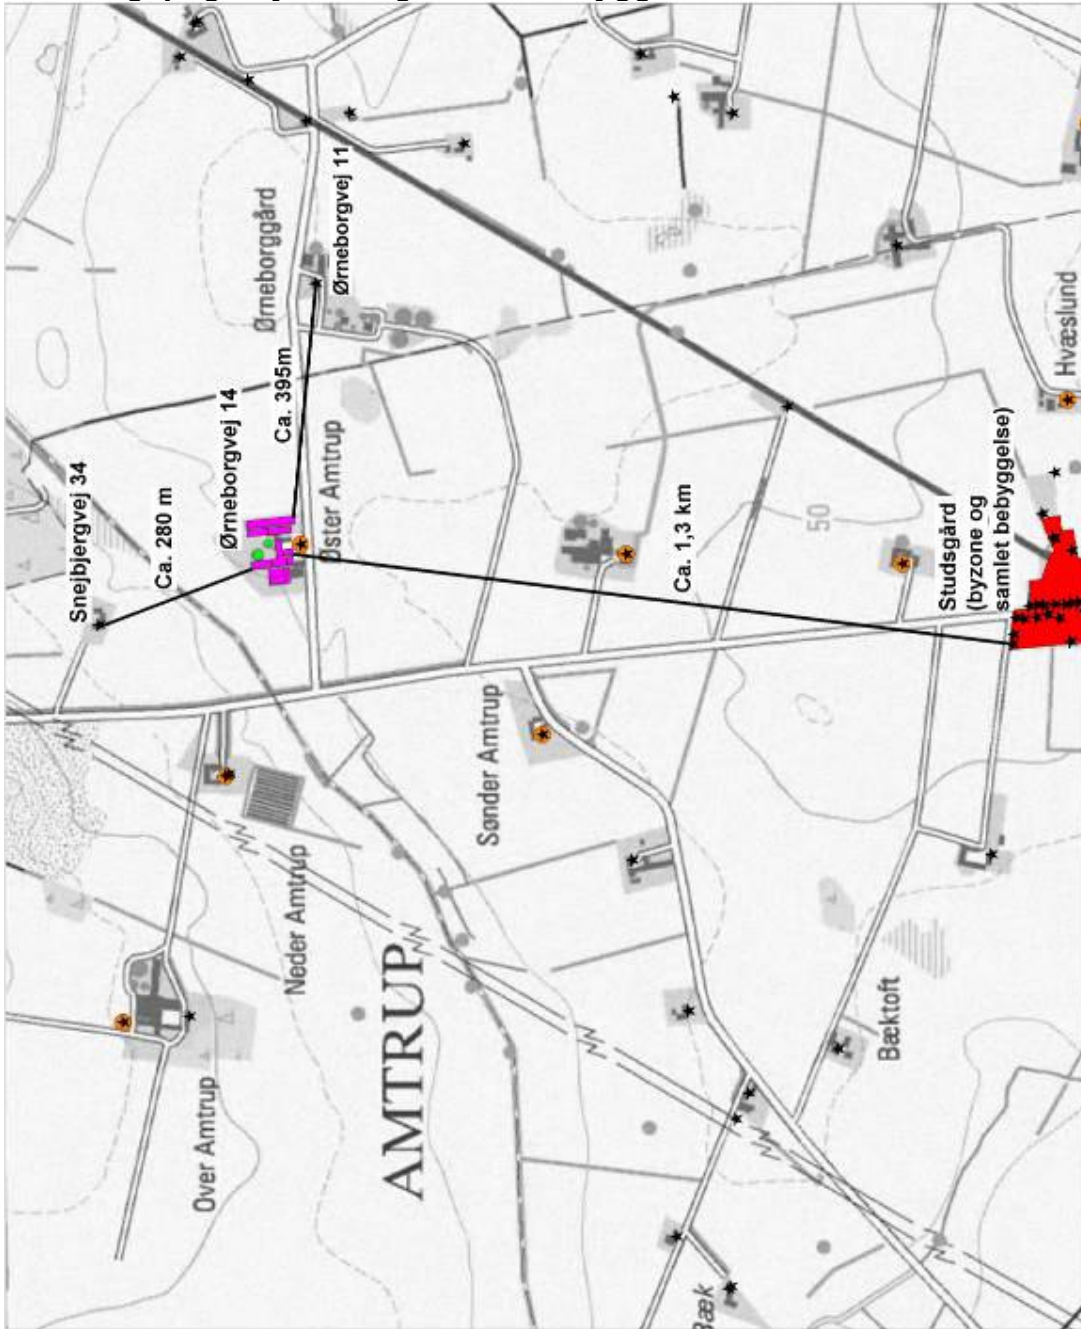 Snejbjergvej 34
Ca. 280 m
Ørneborgvej 14
Ørneborggård
Ca. 395m
Ørneborgvej 11
Øster Amtrup
Over Amtrup
Neder Amtrup
AMTRUP
Sønder Amtrup
Ca. 1,3 km
50
Bæk
Bæktoft
Studsgård
(byzone og
samlet bebyggelse)
Hvæslund